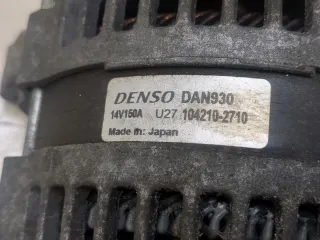 DENSO DAN930
14V150A U27 104210-2710
Made in: Japan